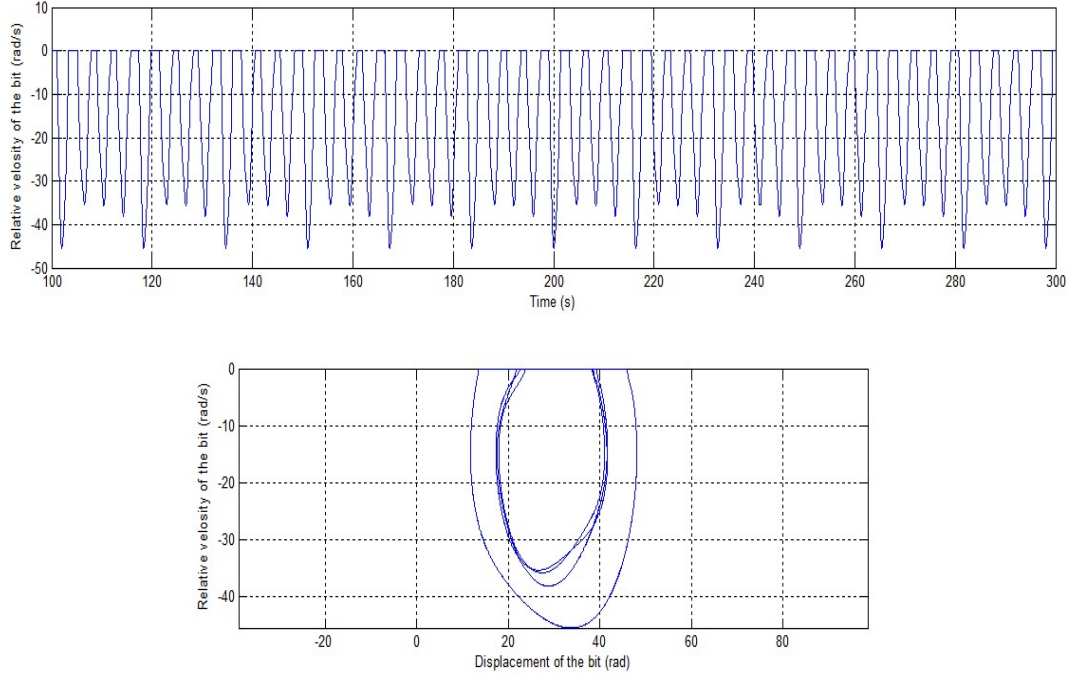 10
0
-10
-20
-30
-40
-50
Relative velosity of the bit (rad/s)
100 120 140 160 180 200 220 240 260 280 300
Time (s)
0
-10
-20
-30
-40
Relative velosity of the bit (rad/s)
-20 0 20 40 60 80
Displacement of the bit (rad)